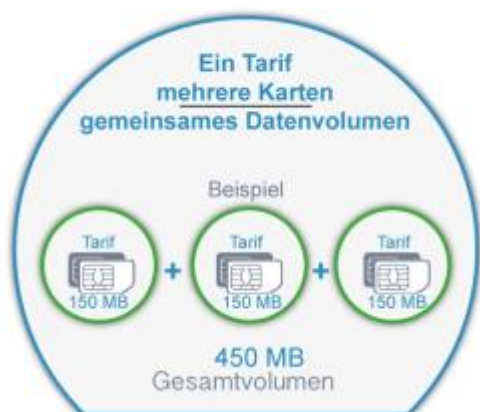 Ein Tarif
mehrere Karten
gemeinsames Datenvolumen
Beispiel
Tarif + Tarif + Tarif
150 MB 150 MB 150 MB
450 MB
Gesamtvolumen